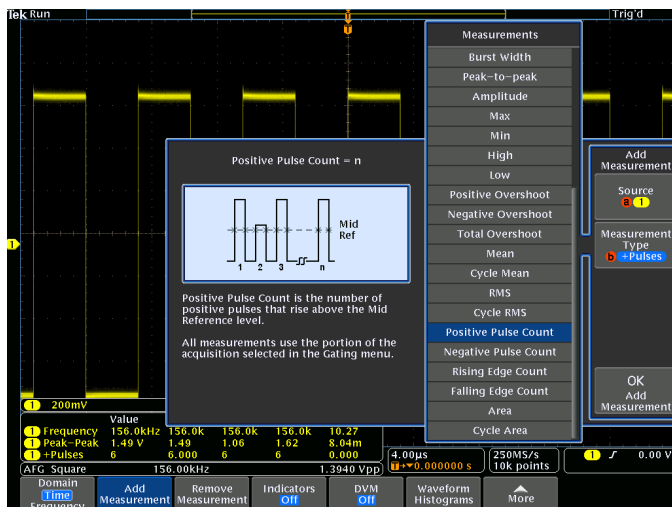 Tek Run
Trig'd
Measurements
Burst Width
Peak-to-peak
Amplitude
Max
Min
High
Low
Positive Overshoot
Negative Overshoot
Total Overshoot
Mean
Cycle Mean
RMS
Cycle RMS
Positive Pulse Count
Negative Pulse Count
Rising Edge Count
Falling Edge Count
Area
Cycle Area
Positive Pulse Count = n
Mid
Ref
1 2 3 n
Positive Pulse Count is the number of
positive pulses that rise above the Mid
Reference level.
All measurements use the portion of the
acquisition selected in the Gating menu.
Add
Measurement
Source
a 1
Measurement
Type
b +Pulses
OK
Add
Measurement
T
T
1
1 200mV
Value
1 Frequency 156.0kHz 156.0k 156.0k 156.0k 10.27
1 Peak-Peak 1.49 V 1.49 1.06 1.62 8.04m
1 +Pulses 6 6.000 6 6 0.000
AFG Square 156.00kHz 1.3940 Vpp
4.00µs
T→▼0.000000 s
250MS/s
10k points
1 0.00 V
Domain
Time
Frequency
Add
Measurement
Remove
Measurement
Indicators
Off
DVM
Off
Waveform
Histograms
More